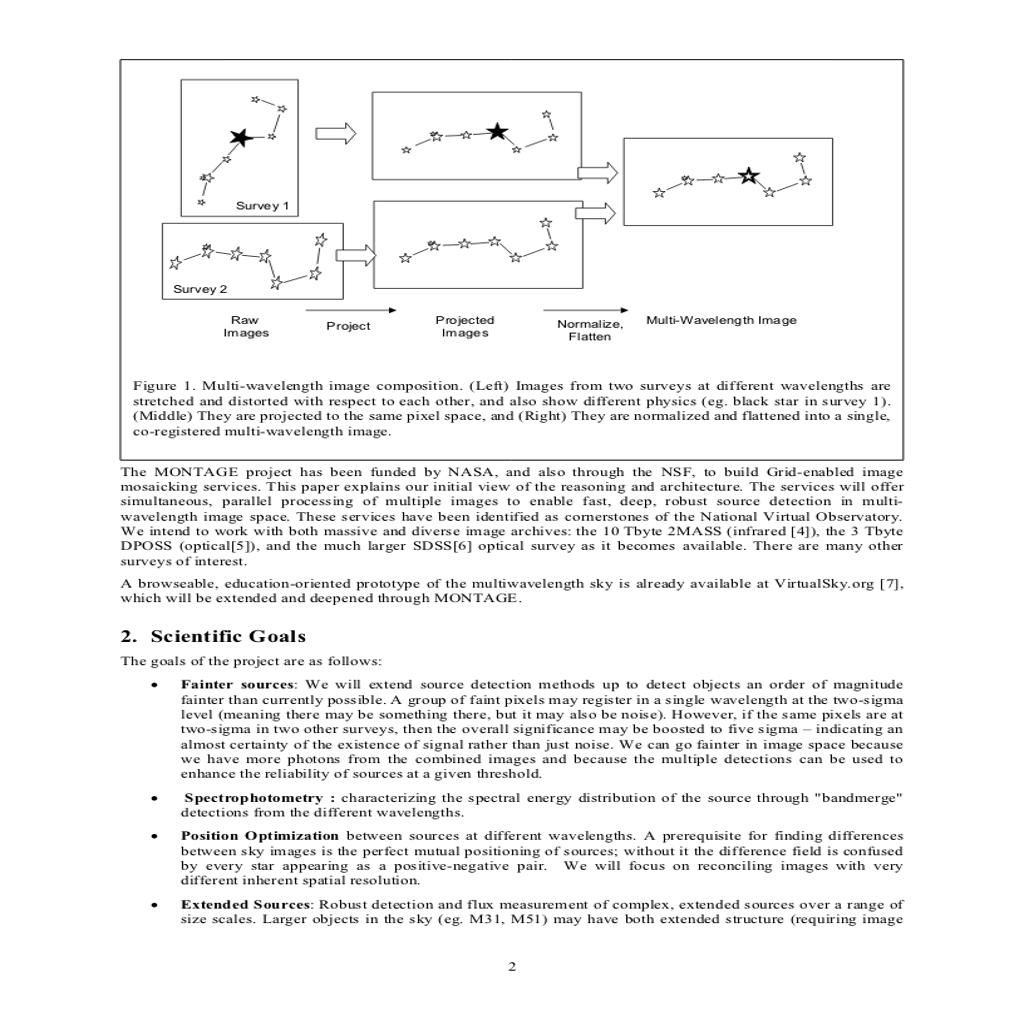 Survey 1
Survey 2
Raw
Images
Project
Projected
Images
Normalize,
Flatten
Multi-Wavelength Image
Figure 1. Multi-wavelength image composition. (Left) Images from two surveys at different wavelengths are
stretched and distorted with respect to each other, and also show different physics (eg. black star in survey 1).
(Middle) They are projected to the same pixel space, and (Right) They are normalized and flattened into a single,
co-registered multi-wavelength image.
The MONTAGE project has been funded by NASA, and also through the NSF, to build Grid-enabled image
mosaicking services. This paper explains our initial view of the reasoning and architecture. The services will offer
simultaneous, parallel processing of multiple images to enable fast, deep, robust source detection in multi-
wavelength image space. These services have been identified as cornerstones of the National Virtual Observatory.
We intend to work with both massive and diverse image archives: the 10 Tbyte 2MASS (infrared [4]), the 3 Tbyte
DPOSS (optical[5]), and the much larger SDSS[6] optical survey as it becomes available. There are many other
surveys of interest.
A browseable, education-oriented prototype of the multiwavelength sky is already available at VirtualSky.org [7],
which will be extended and deepened through MONTAGE.
2. Scientific Goals
The goals of the project are as follows:
• Fainter sources: We will extend source detection methods up to detect objects an order of magnitude
fainter than currently possible. A group of faint pixels may register in a single wavelength at the two-sigma
level (meaning there may be something there, but it may also be noise). However, if the same pixels are at
two-sigma in two other surveys, then the overall significance may be boosted to five sigma – indicating an
almost certainty of the existence of signal rather than just noise. We can go fainter in image space because
we have more photons from the combined images and because the multiple detections can be used to
enhance the reliability of sources at a given threshold.
• Spectrophotometry : characterizing the spectral energy distribution of the source through "bandmerge"
detections from the different wavelengths.
• Position Optimization between sources at different wavelengths. A prerequisite for finding differences
between sky images is the perfect mutual positioning of sources; without it the difference field is confused
by every star appearing as a positive-negative pair. We will focus on reconciling images with very
different inherent spatial resolution.
• Extended Sources: Robust detection and flux measurement of complex, extended sources over a range of
size scales. Larger objects in the sky (eg. M31, M51) may have both extended structure (requiring image
2